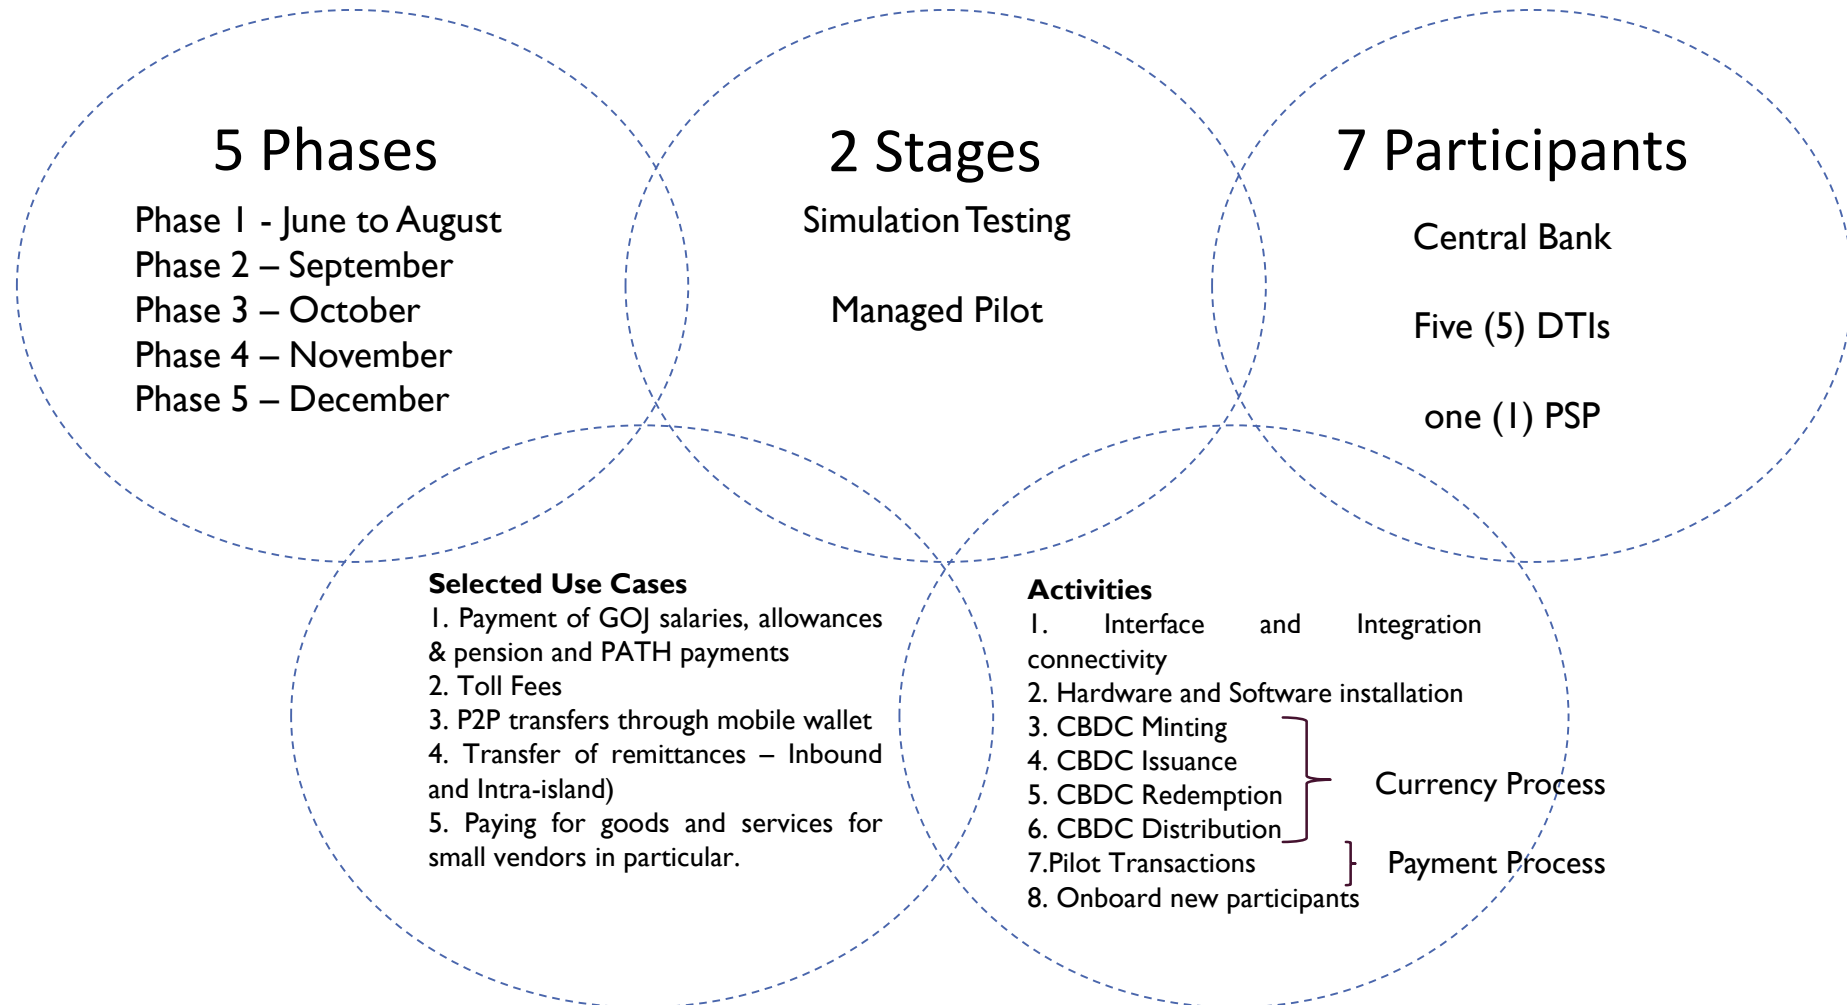 5 Phases
Phase 1 - June to August
Phase 2 – September
Phase 3 – October
Phase 4 – November
Phase 5 – December
2 Stages
Simulation Testing
Managed Pilot
7 Participants
Central Bank
Five (5) DTIs
one (1) PSP
Selected Use Cases
1. Payment of GOJ salaries, allowances
& pension and PATH payments
2. Toll Fees
3. P2P transfers through mobile wallet
4. Transfer of remittances – Inbound
and Intra-island)
5. Paying for goods and services for
small vendors in particular.
Activities
1. Interface and Integration
connectivity
2. Hardware and Software installation
3. CBDC Minting
4. CBDC Issuance
5. CBDC Redemption
6. CBDC Distribution
7.Pilot Transactions
8. Onboard new participants
Currency Process
Payment Process